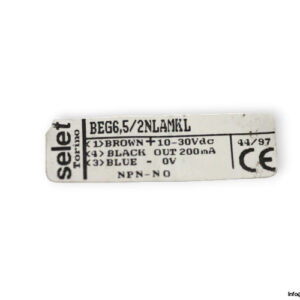 selet
Torino
BEG6,5/2NLAMKL
<1>BROWN + 10-30Vdc
<4>BLACK OUT 200mA
<3>BLUE - 0V
NPN-NO
44/97
CE